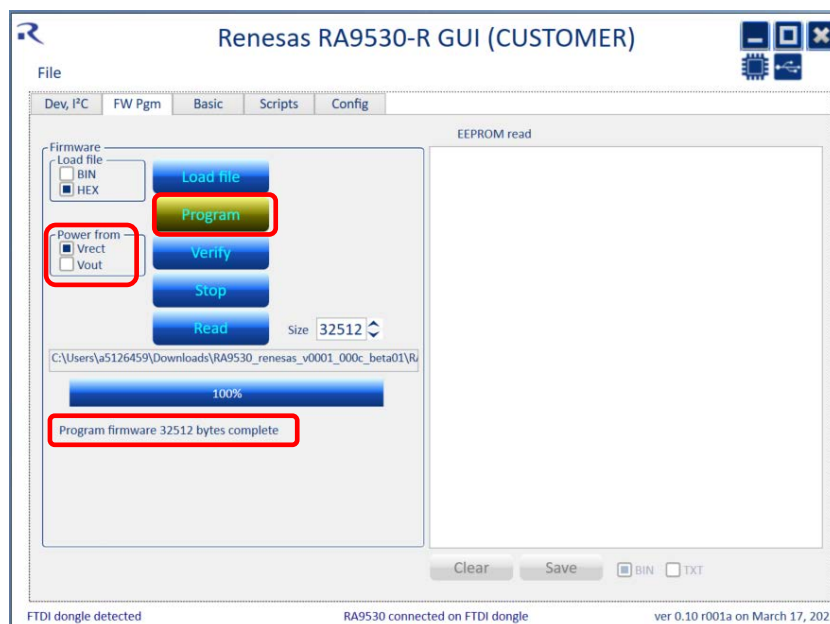 Renesas RA9530-R GUI (CUSTOMER)
File
Dev, I²C FW Pgm Basic Scripts Config
EEPROM read
Firmware
Load file
BIN
HEX
Load file
Program
Power from
Vrect
Vout
Verify
Stop
Read Size 32512
C:\Users\a5126459\Downloads\RA9530_renesas_v0001_000c_beta01\R
100%
Program firmware 32512 bytes complete
Clear Save BIN TXT
FTDI dongle detected RA9530 connected on FTDI dongle ver 0.10 r001a on March 17, 202